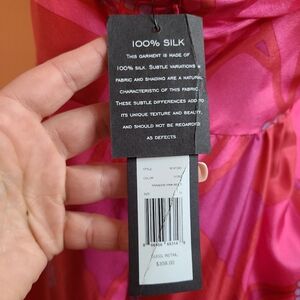 100% SILK
THIS GARMENT IS MADE OF
100% SILK. SUBTLE VARIATIONS IN
FABRIC AND SHADING ARE A NATURAL
CHARACTERISTIC OF THIS FABRIC.
THESE SUBTLE DIFFERENCES ADD TO
ITS UNIQUE TEXTURE AND BEAUTY,
AND SHOULD NOT BE REGARDED
AS DEFECTS.
STYLE
COLOR
SIZE
SUGG. RETAIL
$358.00